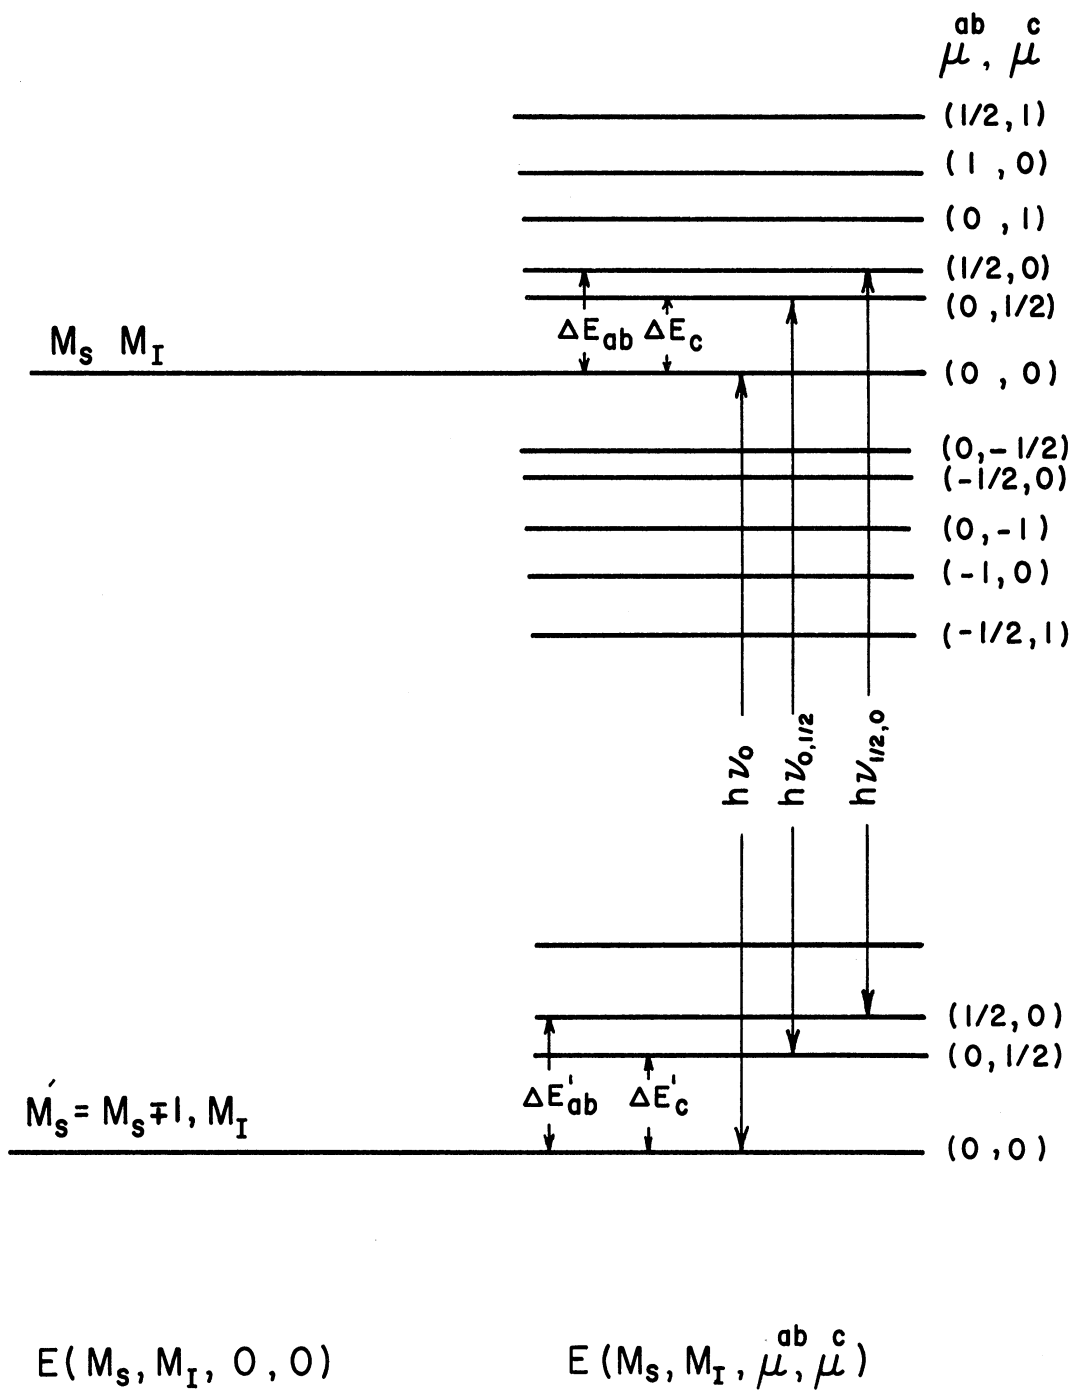 μ^ab, μ^c
(1/2, 1)
(1 , 0)
(0 , 1)
(1/2, 0)
(0 , 1/2)
ΔE_ab ΔE_c
M_S M_I
(0 , 0)
(0, -1/2)
(-1/2, 0)
(0, -1)
(-1, 0)
(-1/2, 1)
hν_0 hν_0,1/2 hν_1/2,0
(1/2, 0)
(0, 1/2)
ΔE'_ab ΔE'_c
M'_S = M_S ∓ 1, M_I
(0 , 0)
E(M_S, M_I, 0, 0) E(M_S, M_I, μ^ab, μ^c)